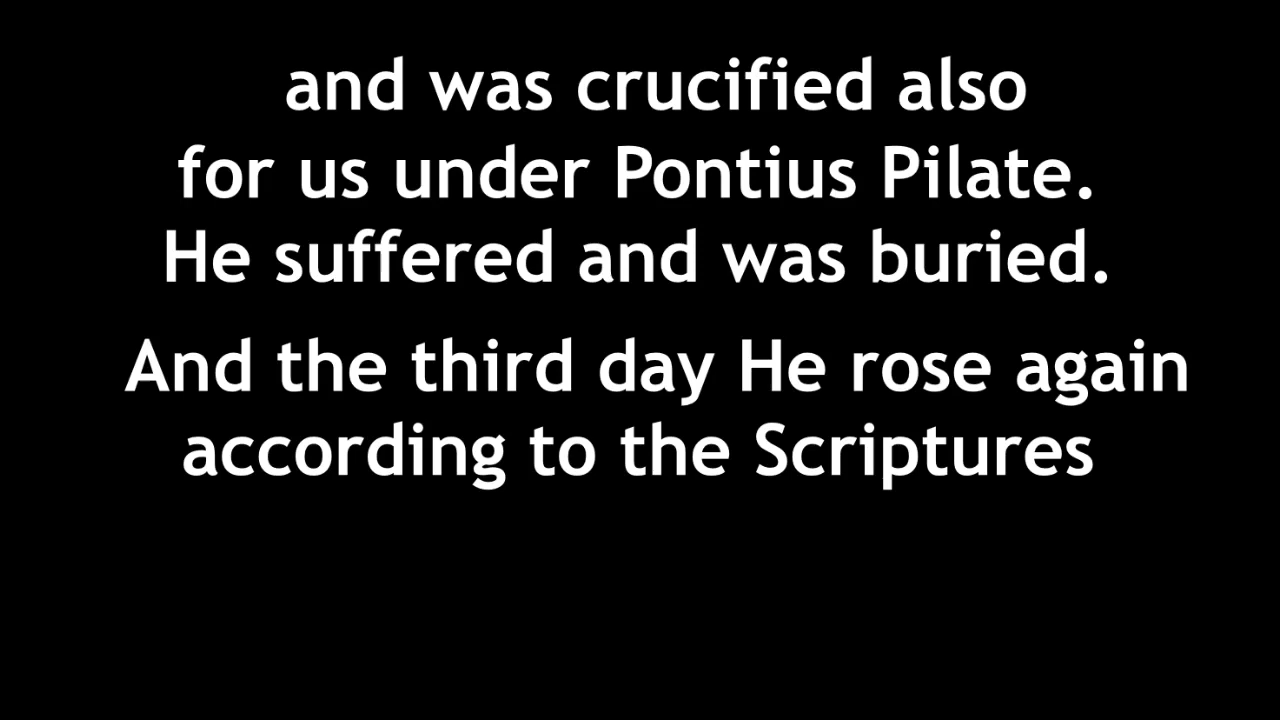 and was crucified also
for us under Pontius Pilate.
He suffered and was buried.
And the third day He rose again
according to the Scriptures